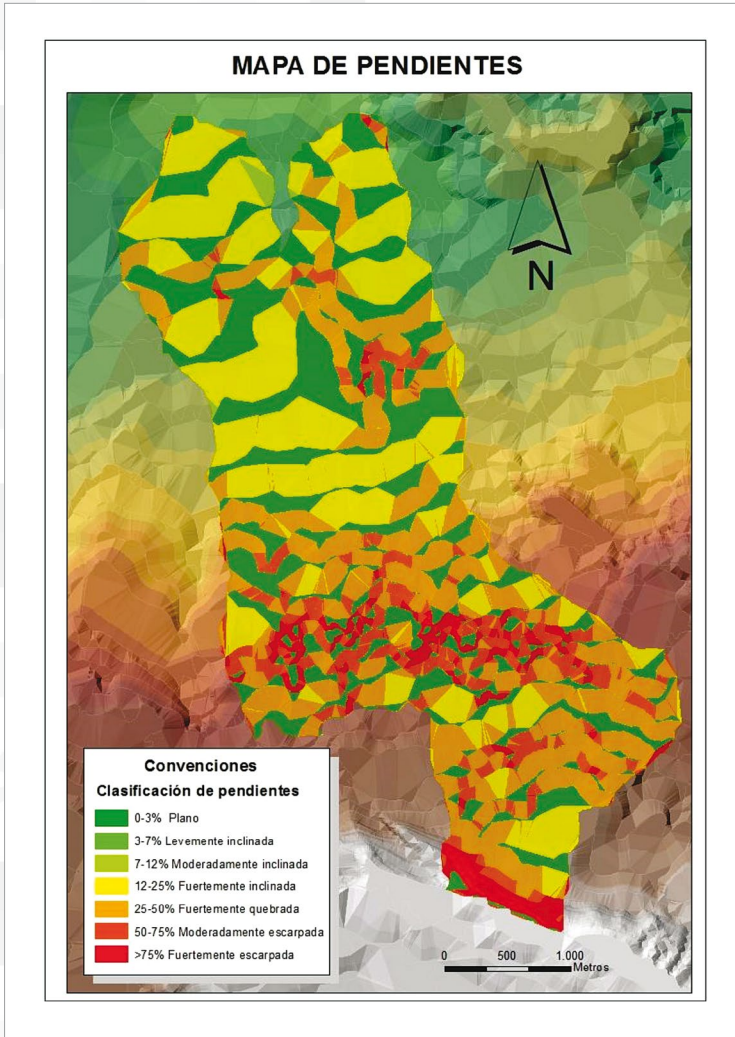 MAPA DE PENDIENTES
N
Convenciones
Clasificación de pendientes
0-3% Plano
3-7% Levemente inclinada
7-12% Moderadamente inclinada
12-25% Fuertemente inclinada
25-50% Fuertemente quebrada
50-75% Moderadamente escarpada
>75% Fuertemente escarpada
0 500 1.000
Metros